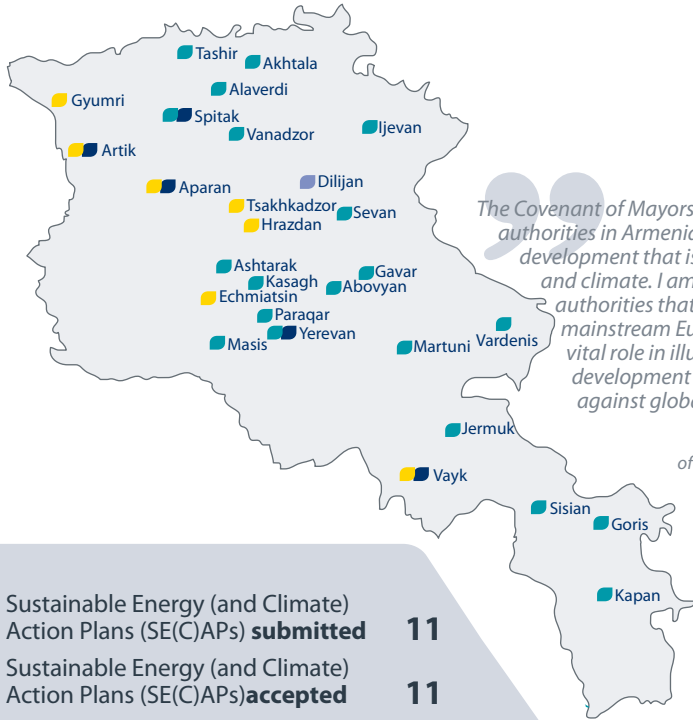 Tashir
Akhtala
Alaverdi
Gyumri
Spitak
Ijevan
Vanadzor
Artik
Dilijan
Aparan
Tsakhkadzor
Sevan
Hrazdan
Ashtarak
Gavar
Kasagh
Abovyan
Echmiatsin
Paraqar
Yerevan
Masis
Martuni
Vardenis
Jermuk
Vayk
Sisian
Goris
Kapan
”
The Covenant of Mayors
authorities in Armenia
development that is
and climate. I am
authorities that
mainstream Eu
vital role in illu
development
against globa
of
Sustainable Energy (and Climate)
Action Plans (SE(C)APs) submitted 11
Sustainable Energy (and Climate)
Action Plans (SE(C)APs)accepted 11